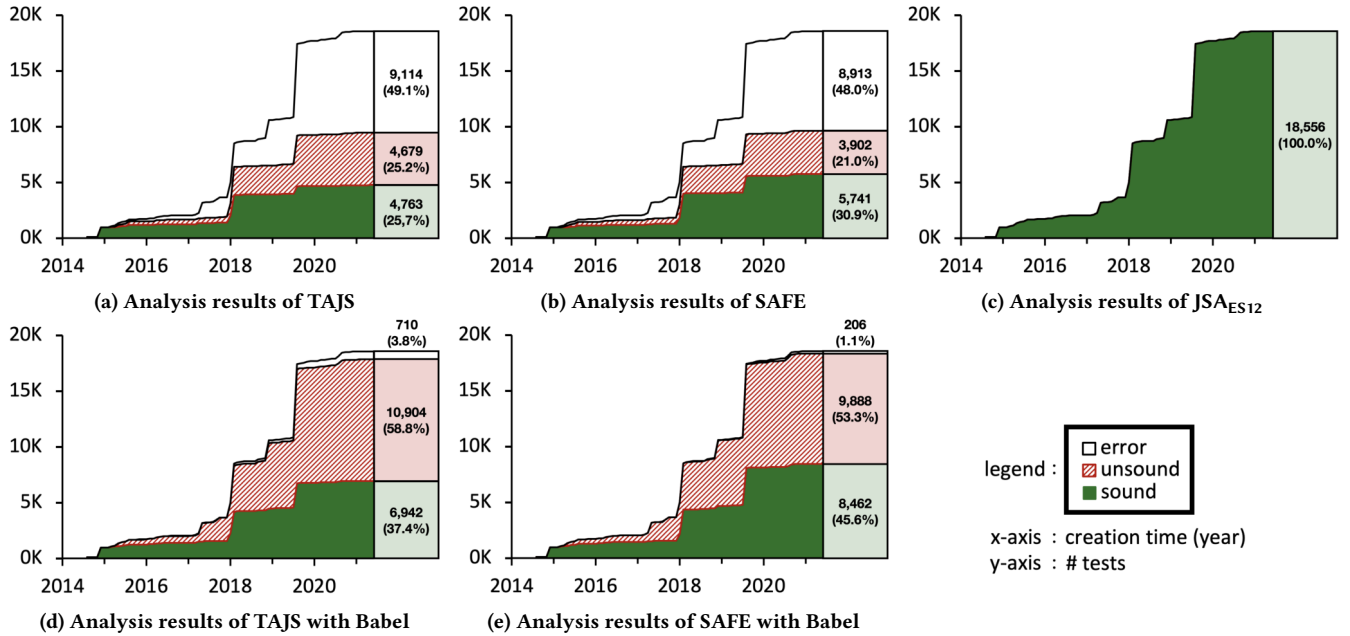 20K
15K
10K
5K
0K
9,114
(49.1%)
4,679
(25.2%)
4,763
(25,7%)
2014 2016 2018 2020
(a) Analysis results of TAJS
20K
15K
10K
5K
0K
8,913
(48.0%)
3,902
(21.0%)
5,741
(30.9%)
2014 2016 2018 2020
(b) Analysis results of SAFE
20K
15K
10K
5K
0K
18,556
(100.0%)
2014 2016 2018 2020
(c) Analysis results of JSAES12
20K
15K
10K
5K
0K
710
(3.8%)
10,904
(58.8%)
6,942
(37.4%)
2014 2016 2018 2020
(d) Analysis results of TAJS with Babel
20K
15K
10K
5K
0K
206
(1.1%)
9,888
(53.3%)
8,462
(45.6%)
2014 2016 2018 2020
(e) Analysis results of SAFE with Babel
legend :
error
unsound
sound
x-axis : creation time (year)
y-axis : # tests